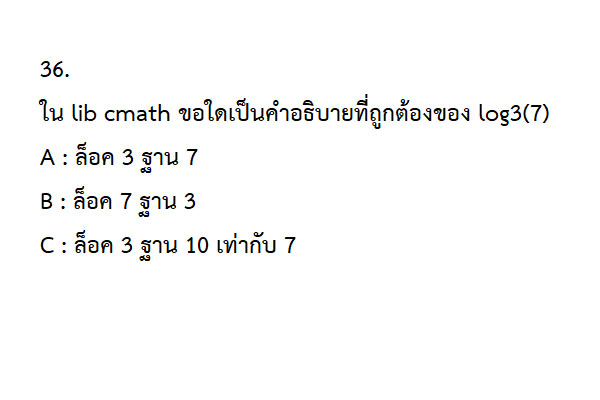 36.
ใน lib cmath ขอใดเป็นคำอธิบายที่ถูกต้องของ log3(7)
A : ล็อค 3 ฐาน 7
B : ล็อค 7 ฐาน 3
C : ล็อค 3 ฐาน 10 เท่ากับ 7